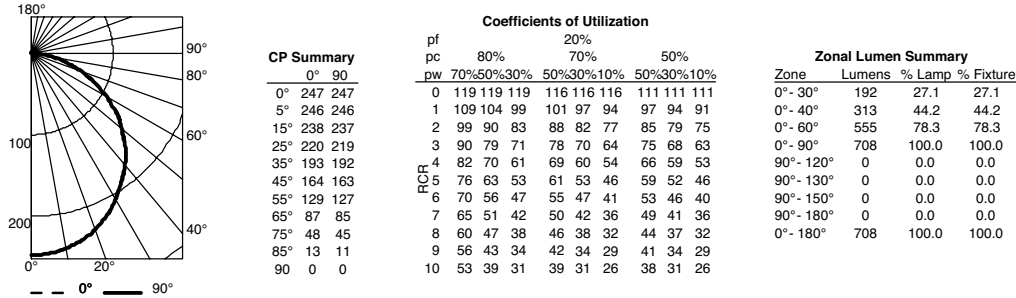 180°
90°
80°
60°
40°
100
200
0° 20°
0° 90°
CP Summary
0° 90
0° 247 247
5° 246 246
15° 238 237
25° 220 219
35° 193 192
45° 164 163
55° 129 127
65° 87 85
75° 48 45
85° 13 11
90 0 0
Coefficients of Utilization
pf 20%
pc 80% 70% 50%
pw 70%50%30% 50%30%10% 50%30%10%
RCR
0 119 119 119 116 116 116 111 111 111
1 109 104 99 101 97 94 97 94 91
2 99 90 83 88 82 77 85 79 75
3 90 79 71 78 70 64 75 68 63
4 82 70 61 69 60 54 66 59 53
5 76 63 53 61 53 46 59 52 46
6 70 56 47 55 47 41 53 46 40
7 65 51 42 50 42 36 49 41 36
8 60 47 38 46 38 32 44 37 32
9 56 43 34 42 34 29 41 34 29
10 53 39 31 39 31 26 38 31 26
Zonal Lumen Summary
Zone Lumens % Lamp % Fixture
0°- 30° 192 27.1 27.1
0°- 40° 313 44.2 44.2
0°- 60° 555 78.3 78.3
0°- 90° 708 100.0 100.0
90°- 120° 0 0.0 0.0
90°- 130° 0 0.0 0.0
90°- 150° 0 0.0 0.0
90°- 180° 0 0.0 0.0
0°- 180° 708 100.0 100.0